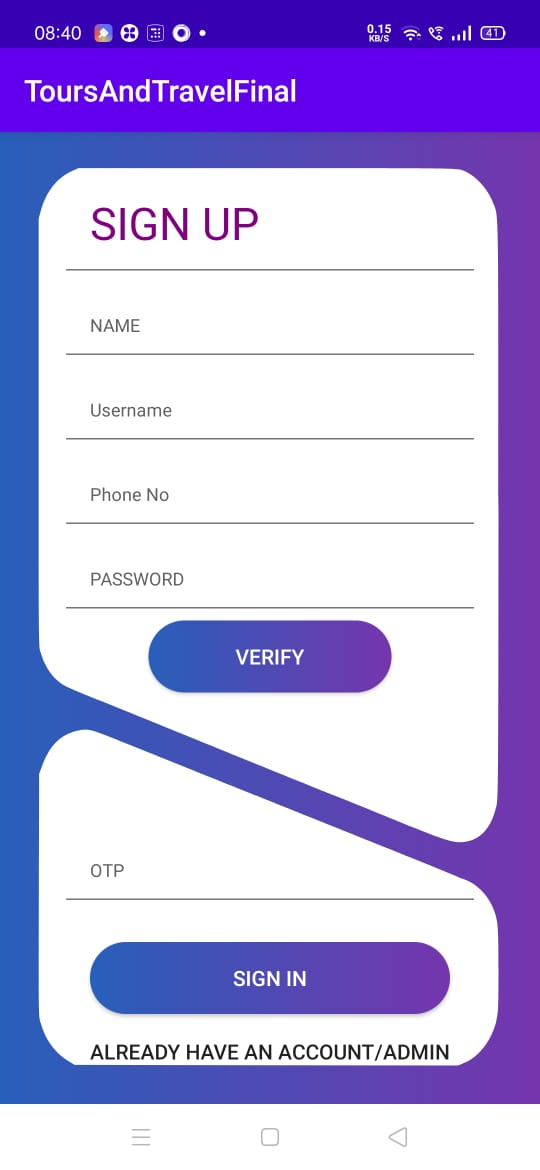 08:40
0.15
KB/S
41
ToursAndTravelFinal
SIGN UP
NAME
Username
Phone No
PASSWORD
VERIFY
OTP
SIGN IN
ALREADY HAVE AN ACCOUNT/ADMIN